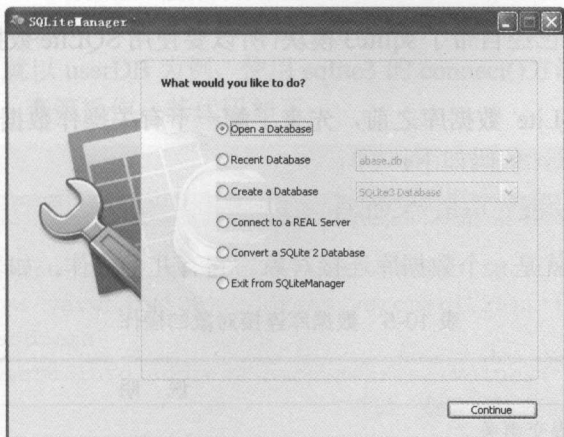 SQLiteManager
What would you like to do?
Open a Database
Recent Database
abase.db
Create a Database
SQLite3 Database
Connect to a REAL Server
Convert a SQLite 2 Database
Exit from SQLiteManager
Continue